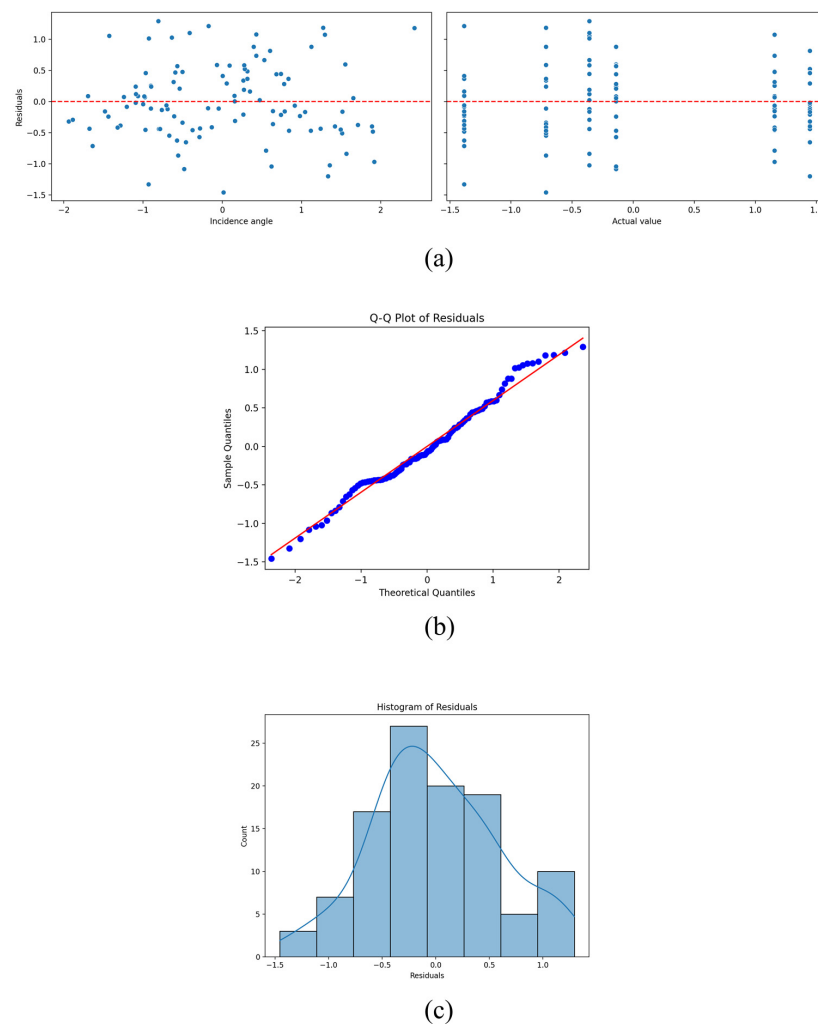 Residuals
1.0
0.5
0.0
−0.5
−1.0
−1.5
−2 −1 0 1 2
Incidence angle
−1.5 −1.0 −0.5 0.0 0.5 1.0
Actual value
(a)
Q-Q Plot of Residuals
Sample Quantiles
1.5
1.0
0.5
0.0
−0.5
−1.0
−1.5
−2 −1 0 1 2
Theoretical Quantiles
(b)
Histogram of Residuals
Count
25
20
15
10
5
0
−1.5 −1.0 −0.5 0.0 0.5 1.0
Residuals
(c)